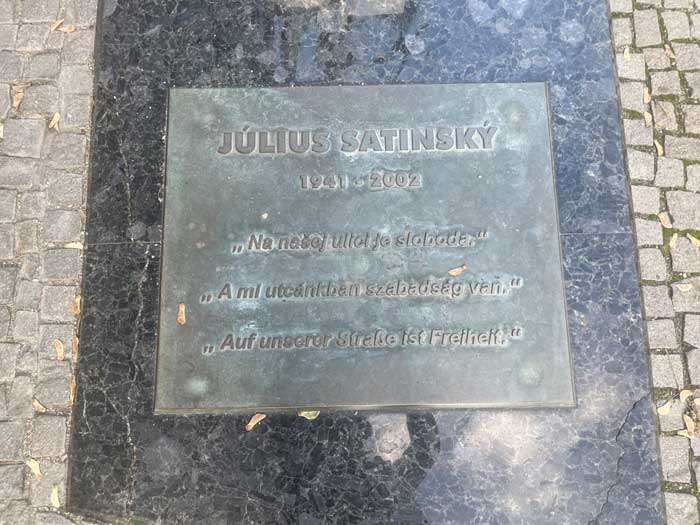 JÚLIUS SATINSKÝ
1941 - 2002
„Na našej ulici je sloboda."
„A mi utcánkban szabadság van."
„Auf unserer Straße ist Freiheit."